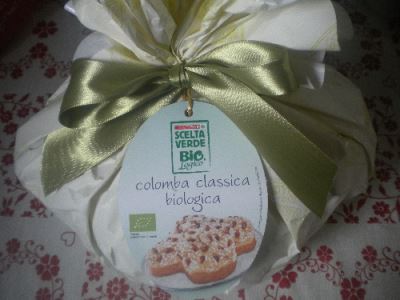 SCELTA
VERDE
BIO
Logico
colomba classica
biologica